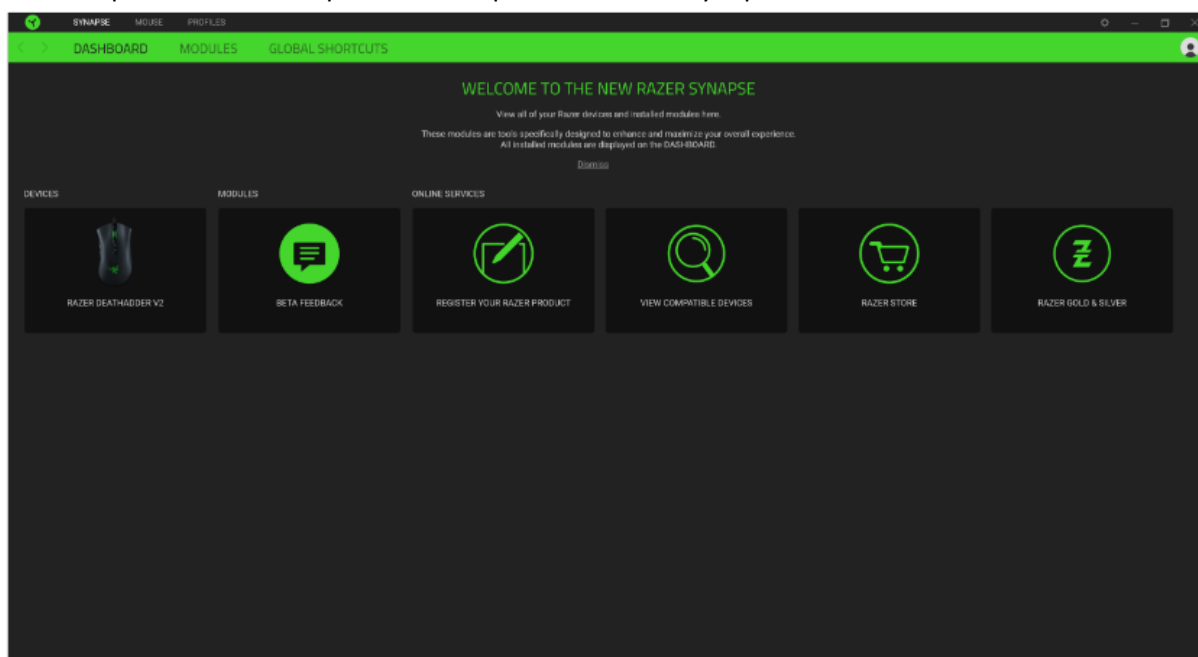 SYNAPSE MOUSE PROFILES
DASHBOARD MODULES GLOBAL SHORTCUTS
WELCOME TO THE NEW RAZER SYNAPSE
View all of your Razer devices and installed modules here.
These modules are tools specifically designed to enhance and maximize your overall experience.
All installed modules are displayed on the DASHBOARD.
Dismiss
DEVICES MODULES ONLINE SERVICES
RAZER DEATHADDER V2 BETA FEEDBACK REGISTER YOUR RAZER PRODUCT VIEW COMPATIBLE DEVICES RAZER STORE RAZER GOLD & SILVER